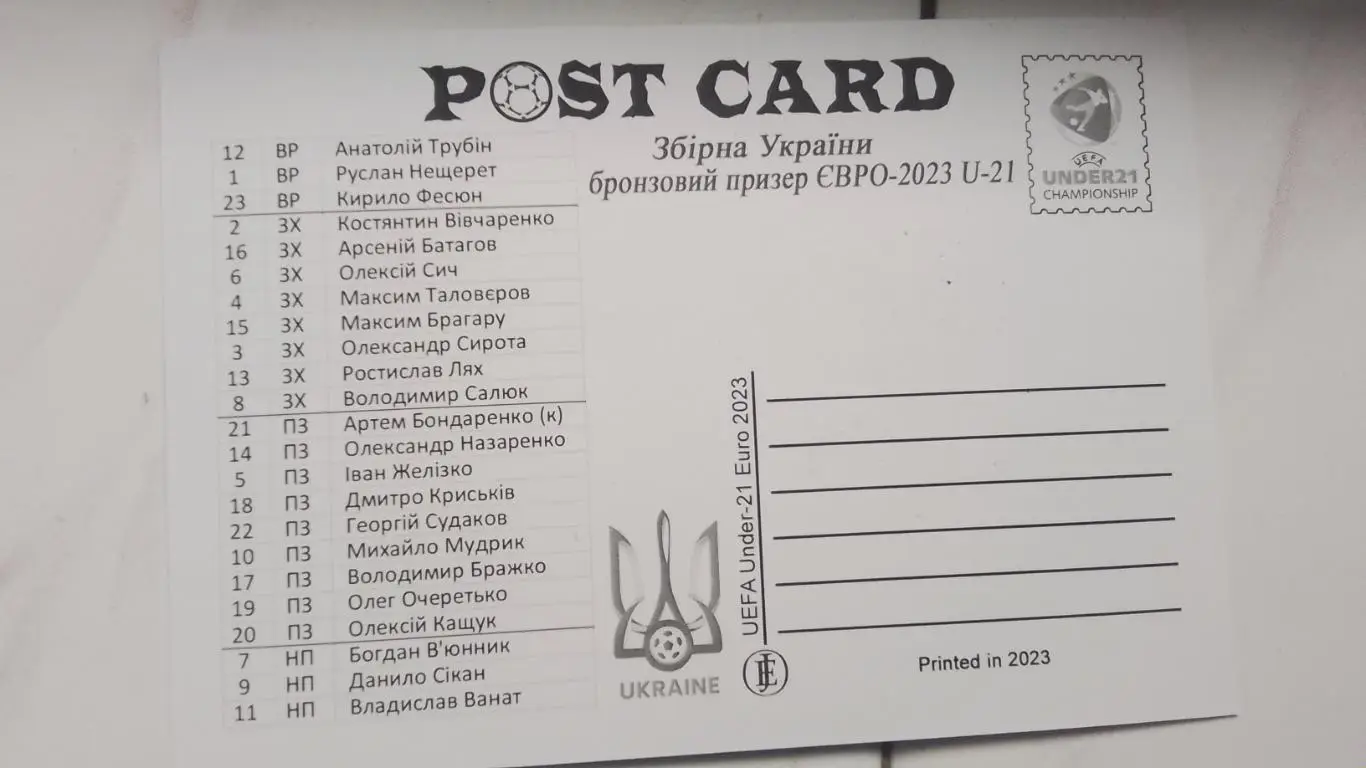 POST CARD
Збірна України
бронзовий призер ЄВРО-2023 U-21
UEFA
UNDER21
CHAMPIONSHIP
12 ВР Анатолій Трубін
1 ВР Руслан Нещерет
23 ВР Кирило Фесюн
2 ЗХ Костянтин Вівчаренко
16 ЗХ Арсеній Батагов
6 ЗХ Олексій Сич
4 ЗХ Максим Таловєров
15 ЗХ Максим Брагару
3 ЗХ Олександр Сирота
13 ЗХ Ростислав Лях
8 ЗХ Володимир Салюк
21 ПЗ Артем Бондаренко (к)
14 ПЗ Олександр Назаренко
5 ПЗ Іван Желізко
18 ПЗ Дмитро Криськів
22 ПЗ Георгій Судаков
10 ПЗ Михайло Мудрик
17 ПЗ Володимир Бражко
19 ПЗ Олег Очеретько
20 ПЗ Олексій Кащук
7 НП Богдан В'юнник
9 НП Данило Сікан
11 НП Владислав Ванат
UKRAINE
UEFA Under-21 Euro 2023
Printed in 2023